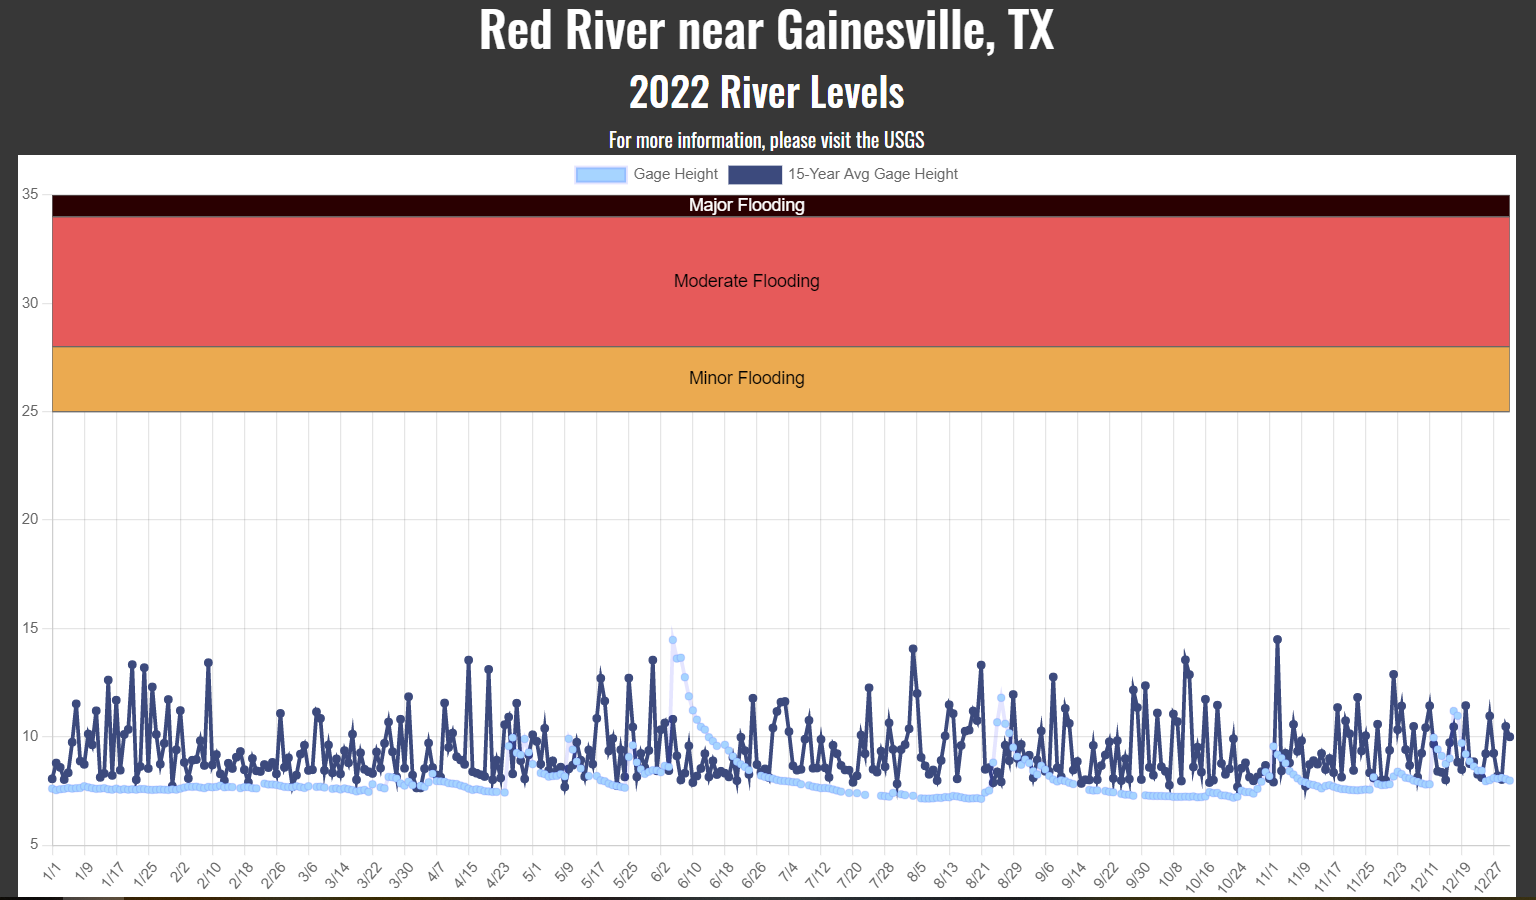 Red River near Gainesville, TX
2022 River Levels
For more information, please visit the USGS
Gage Height 15-Year Avg Gage Height
35
Major Flooding
Moderate Flooding
30
Minor Flooding
25
20
15
10
5
1/1 1/9 1/17 1/25 2/2 2/10 2/18 2/26 3/6 3/14 3/22 3/30 4/7 4/15 4/23 5/1 5/9 5/17 5/25 6/2 6/10 6/18 6/26 7/4 7/12 7/20 7/28 8/5 8/13 8/21 8/29 9/6 9/14 9/22 9/30 10/8 10/16 10/24 11/1 11/9 11/17 11/25 12/3 12/11 12/19 12/27